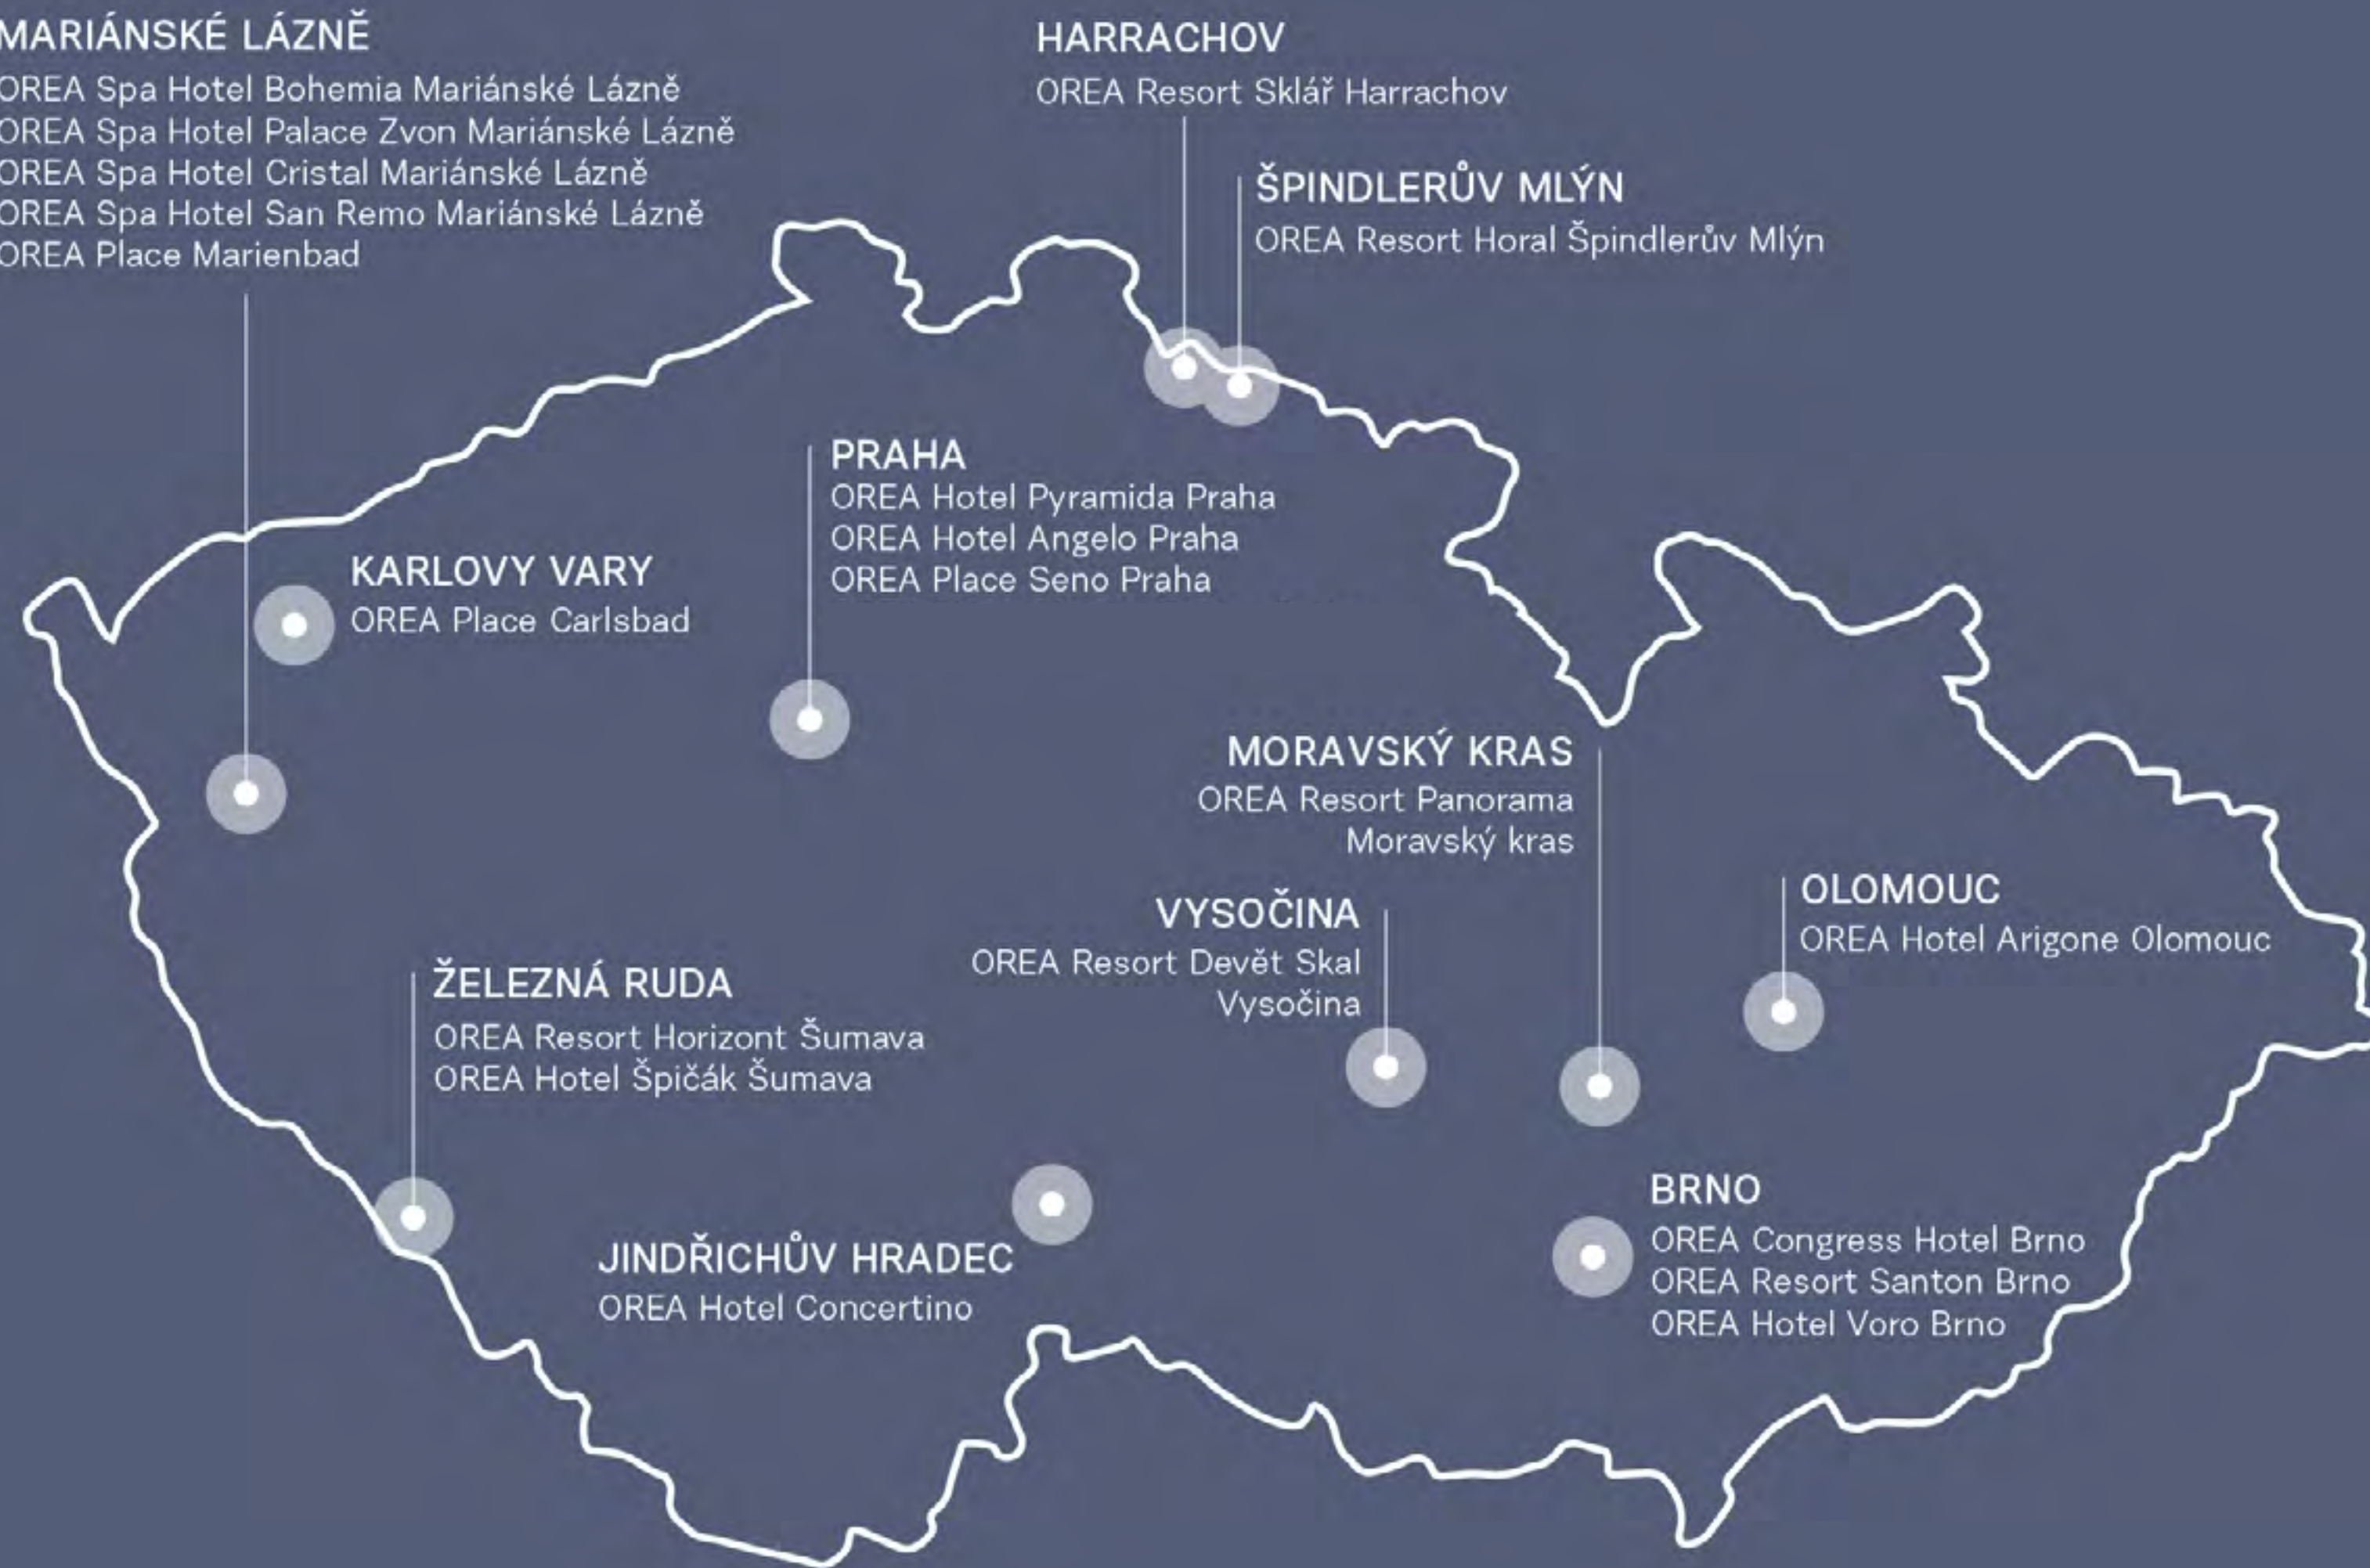 MARIÁNSKÉ LÁZNĚ
OREA Spa Hotel Bohemia Mariánské Lázně
OREA Spa Hotel Palace Zvon Mariánské Lázně
OREA Spa Hotel Cristal Mariánské Lázně
OREA Spa Hotel San Remo Mariánské Lázně
OREA Place Marienbad
HARRACHOV
OREA Resort Sklář Harrachov
ŠPINDLERŮV MLÝN
OREA Resort Horal Špindlerův Mlýn
PRAHA
OREA Hotel Pyramida Praha
OREA Hotel Angelo Praha
OREA Place Seno Praha
KARLOVY VARY
OREA Place Carlsbad
MORAVSKÝ KRAS
OREA Resort Panorama
Moravský kras
VYSOČINA
OREA Resort Devět Skal
Vysočina
OLOMOUC
OREA Hotel Arigone Olomouc
ŽELEZNÁ RUDA
OREA Resort Horizont Šumava
OREA Hotel Špičák Šumava
JINDŘICHŮV HRADEC
OREA Hotel Concertino
BRNO
OREA Congress Hotel Brno
OREA Resort Santon Brno
OREA Hotel Voro Brno